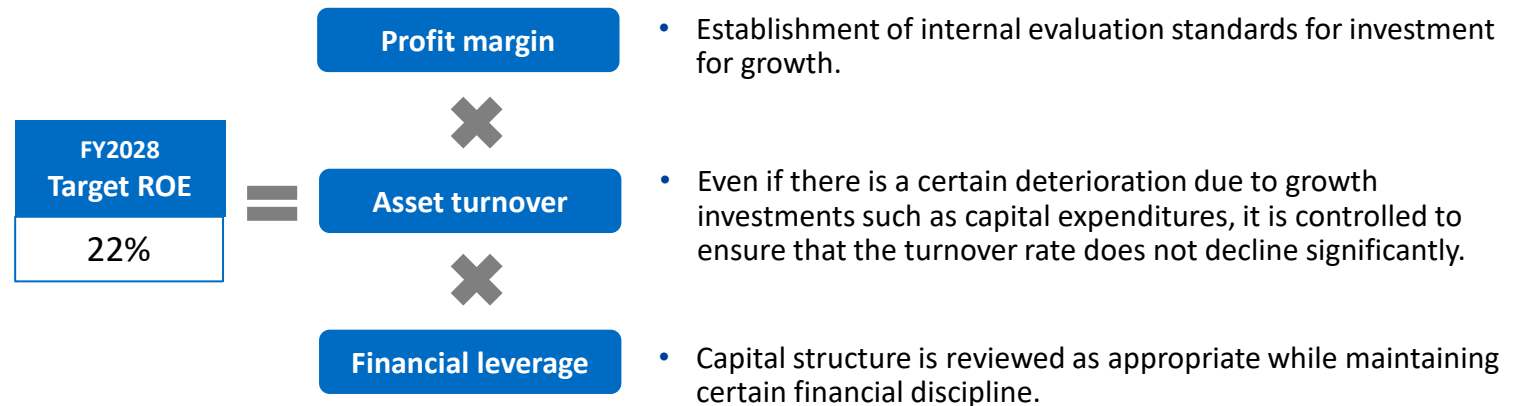 FY2028
Target ROE
22%
Profit margin
• Establishment of internal evaluation standards for investment
for growth.
Asset turnover
• Even if there is a certain deterioration due to growth
investments such as capital expenditures, it is controlled to
ensure that the turnover rate does not decline significantly.
Financial leverage
• Capital structure is reviewed as appropriate while maintaining
certain financial discipline.